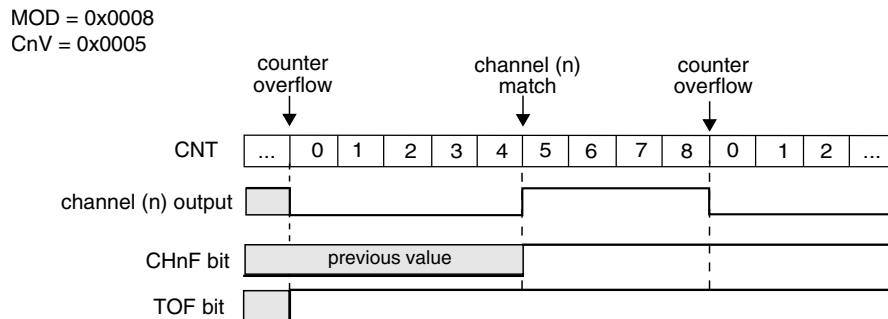 MOD = 0x0008
CnV = 0x0005
counter
overflow
channel (n)
match
counter
overflow
CNT ... 0 1 2 3 4 5 6 7 8 0 1 2 ...
channel (n) output
CHnF bit previous value
TOF bit